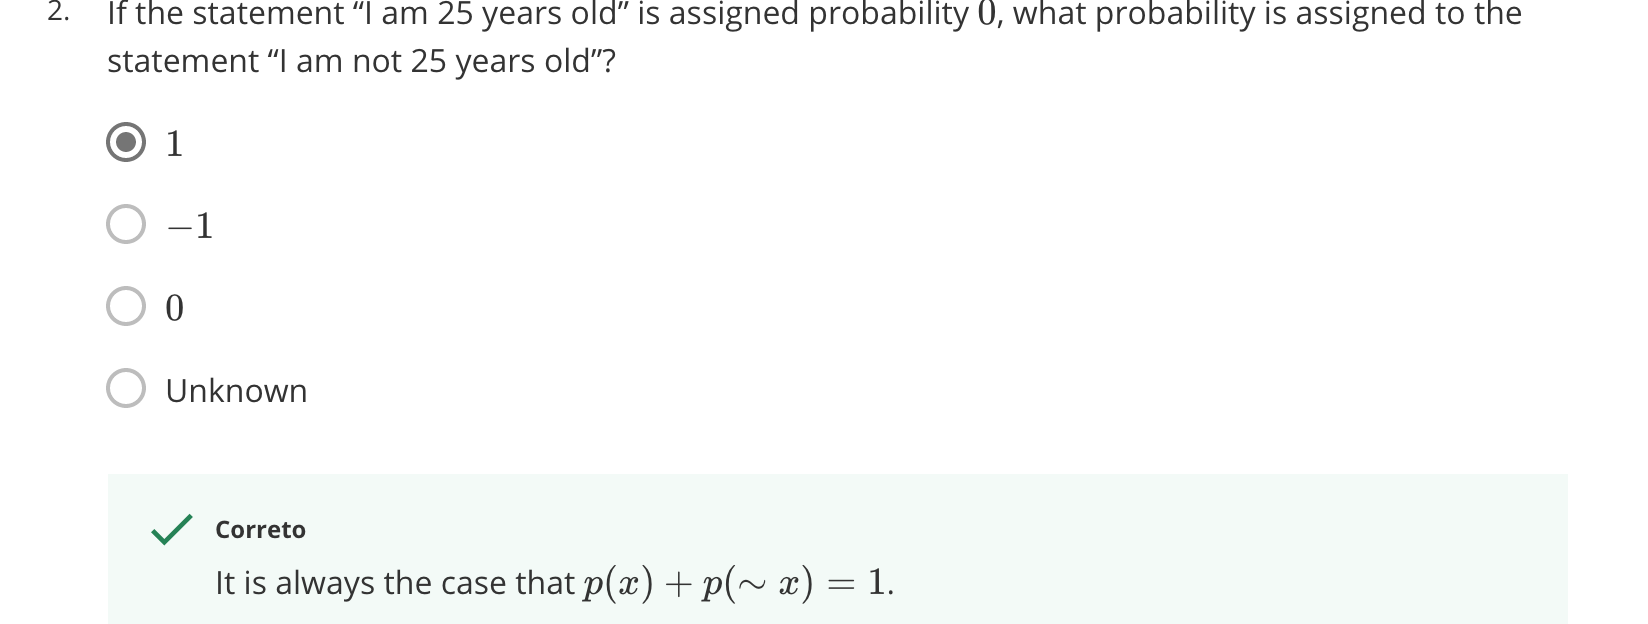 2. If the statement “I am 25 years old” is assigned probability 0, what probability is assigned to the
statement “I am not 25 years old”?
1
−1
0
Unknown
Correto
It is always the case that p(x) + p(∼ x) = 1.